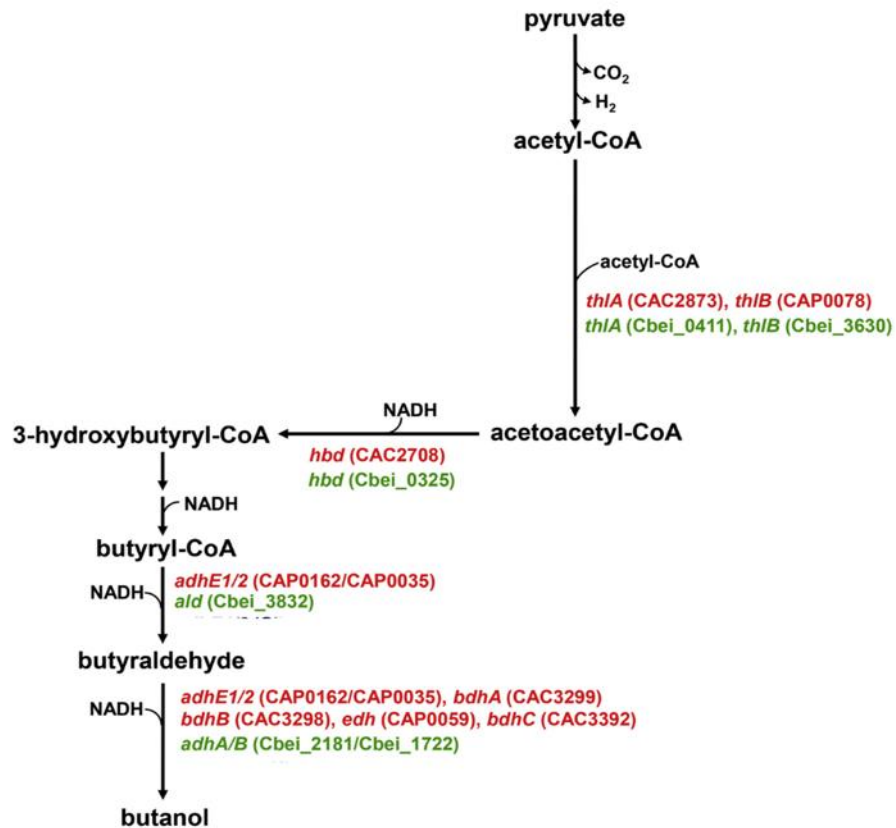 pyruvate
CO2
H2
acetyl-CoA
acetyl-CoA
thlA (CAC2873), thlB (CAP0078)
thlA (Cbei_0411), thlB (Cbei_3630)
NADH
3-hydroxybutyryl-CoA
acetoacetyl-CoA
hbd (CAC2708)
hbd (Cbei_0325)
NADH
butyryl-CoA
adhE1/2 (CAP0162/CAP0035)
NADH
ald (Cbei_3832)
butyraldehyde
adhE1/2 (CAP0162/CAP0035), bdhA (CAC3299)
NADH
bdhB (CAC3298), edh (CAP0059), bdhC (CAC3392)
adhA/B (Cbei_2181/Cbei_1722)
butanol